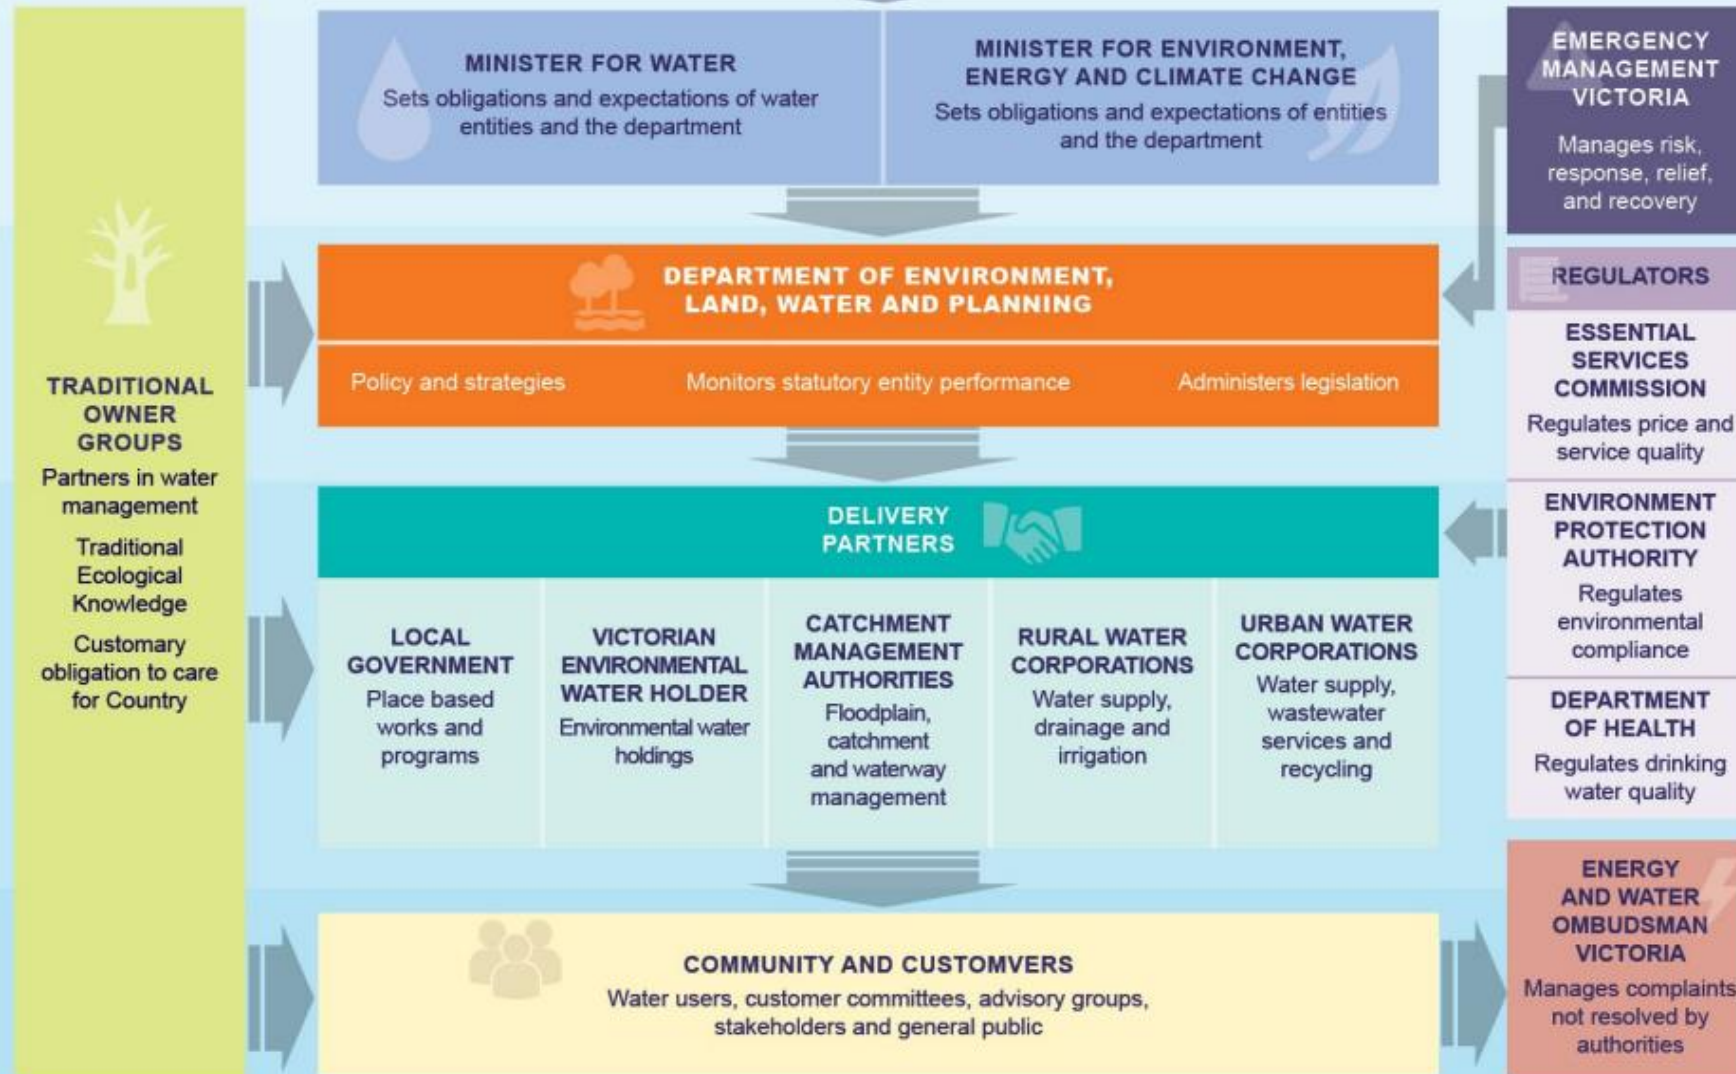 TRADITIONAL
OWNER
GROUPS
Partners in water
management
Traditional
Ecological
Knowledge
Customary
obligation to care
for Country
MINISTER FOR WATER
Sets obligations and expectations of water
entities and the department
MINISTER FOR ENVIRONMENT,
ENERGY AND CLIMATE CHANGE
Sets obligations and expectations of entities
and the department
DEPARTMENT OF ENVIRONMENT,
LAND, WATER AND PLANNING
Policy and strategies
Monitors statutory entity performance
Administers legislation
DELIVERY
PARTNERS
LOCAL
GOVERNMENT
Place based
works and
programs
VICTORIAN
ENVIRONMENTAL
WATER HOLDER
Environmental water
holdings
CATCHMENT
MANAGEMENT
AUTHORITIES
Floodplain,
catchment
and waterway
management
RURAL WATER
CORPORATIONS
Water supply,
drainage and
irrigation
URBAN WATER
CORPORATIONS
Water supply,
wastewater
services and
recycling
COMMUNITY AND CUSTOMVERS
Water users, customer committees, advisory groups,
stakeholders and general public
EMERGENCY
MANAGEMENT
VICTORIA
Manages risk,
response, relief,
and recovery
REGULATORS
ESSENTIAL
SERVICES
COMMISSION
Regulates price and
service quality
ENVIRONMENT
PROTECTION
AUTHORITY
Regulates
environmental
compliance
DEPARTMENT
OF HEALTH
Regulates drinking
water quality
ENERGY
AND WATER
OMBUDSMAN
VICTORIA
Manages complaints
not resolved by
authorities